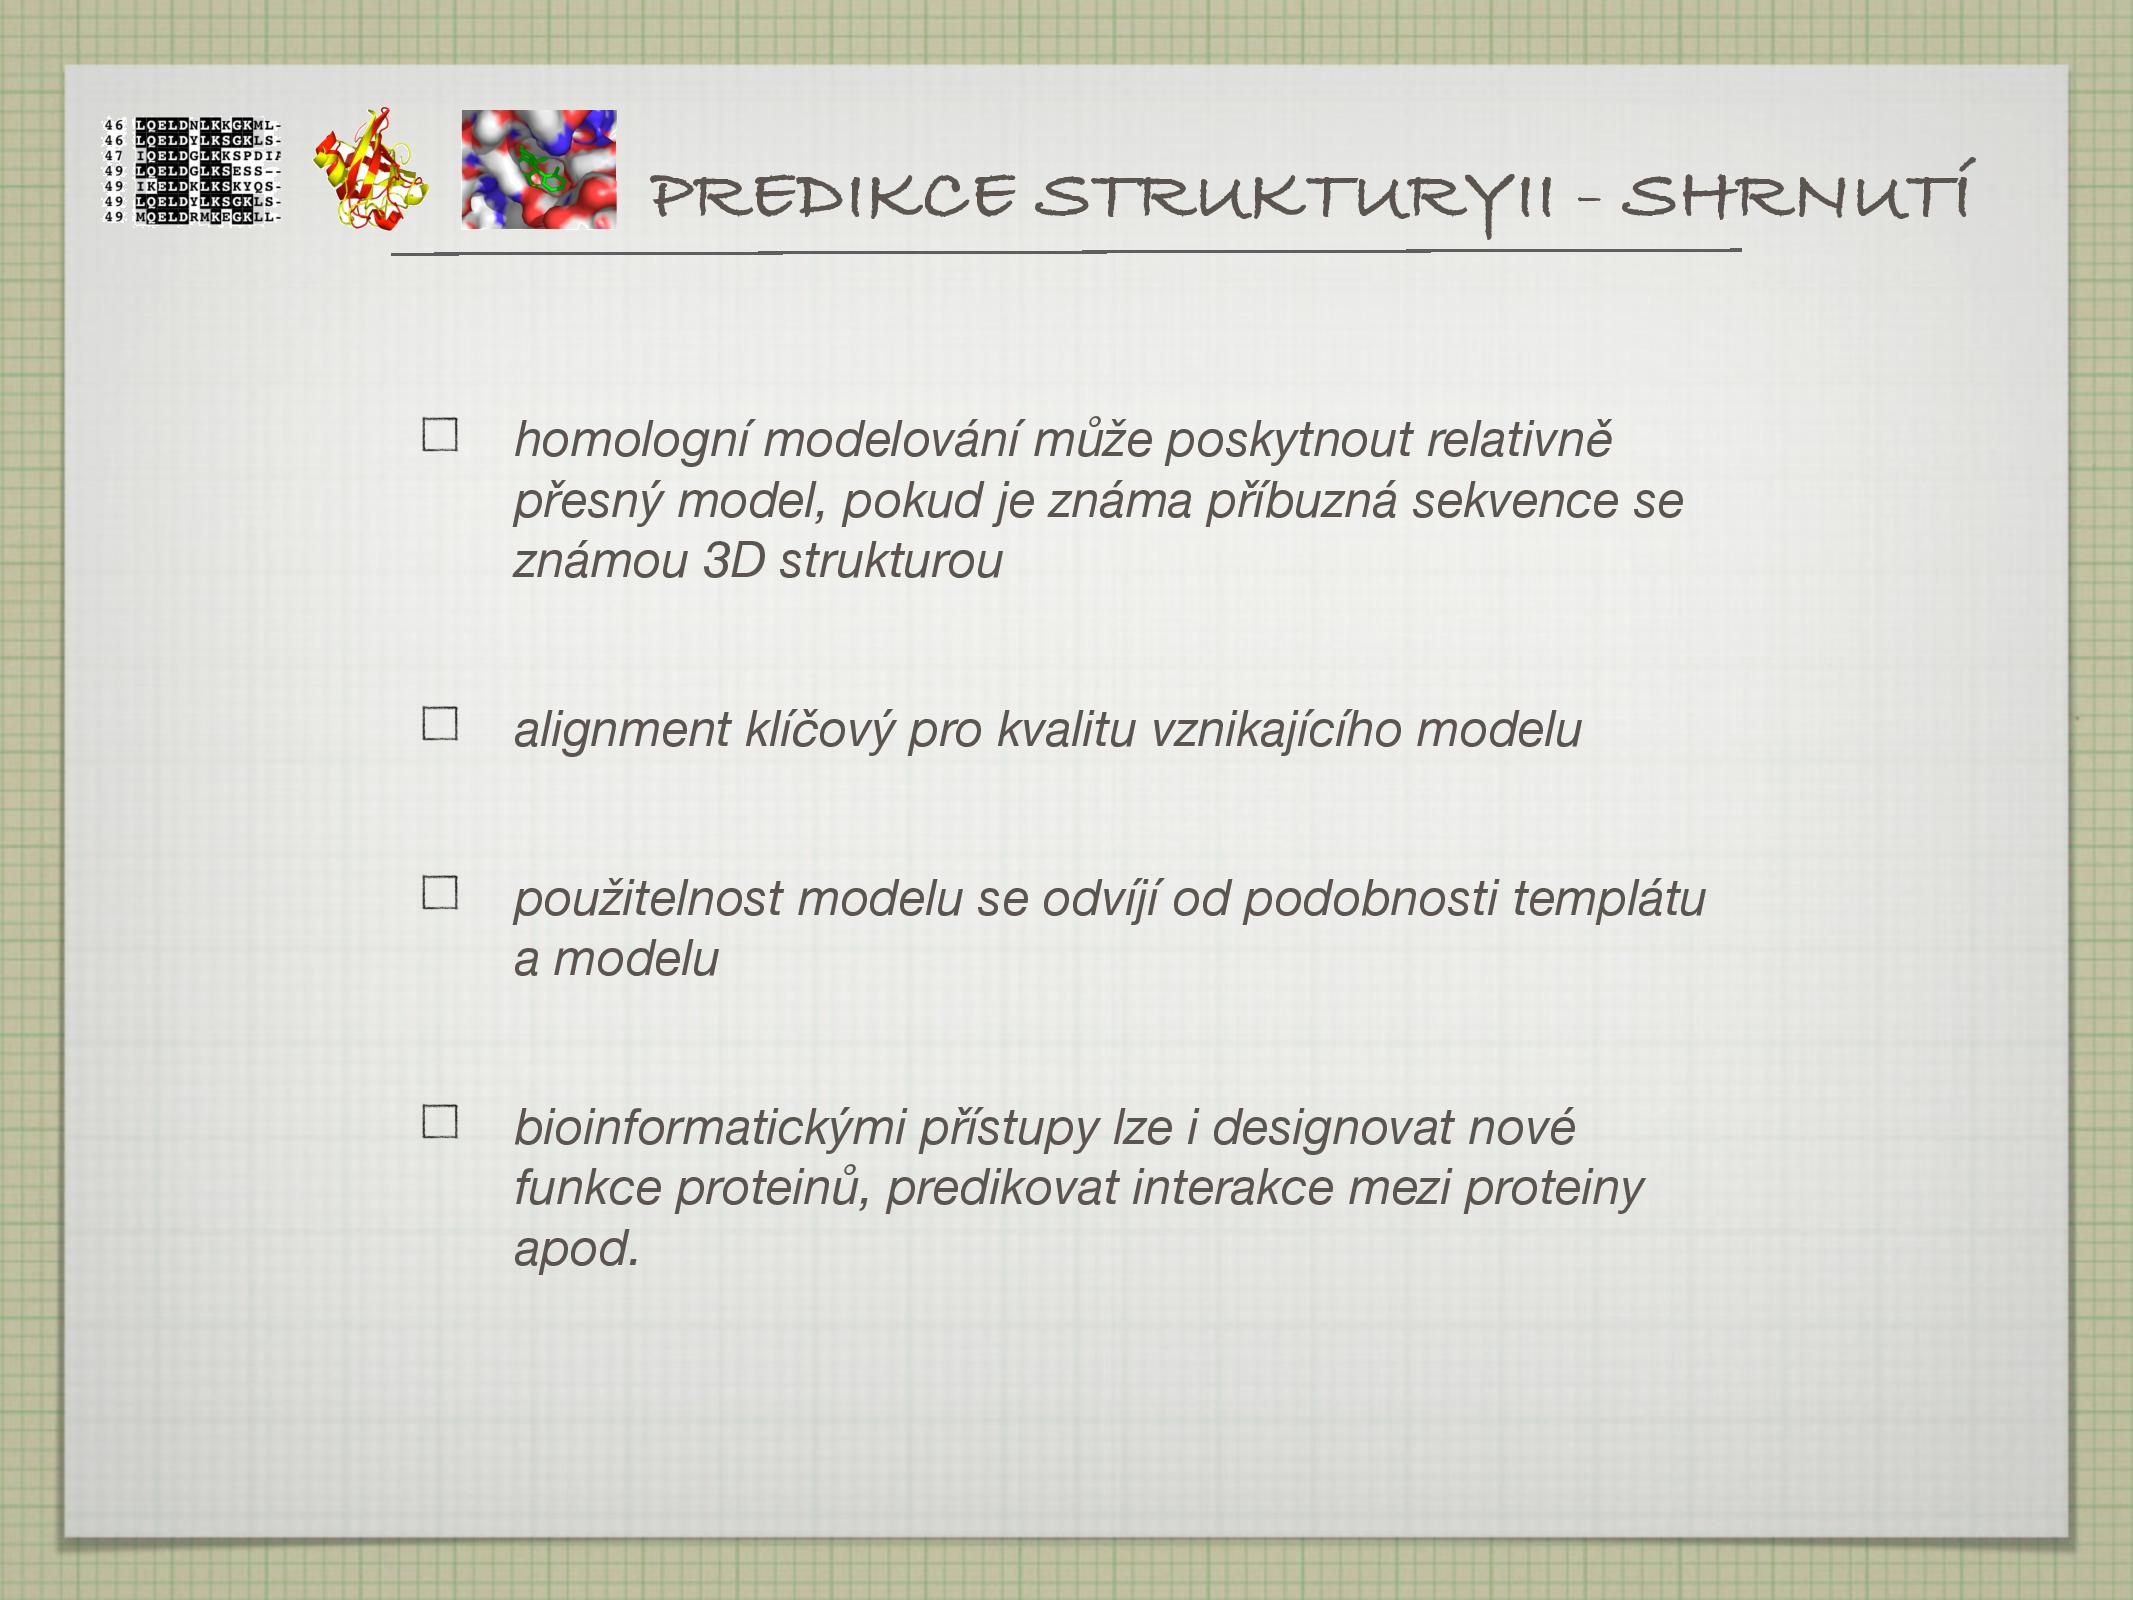 46 LQELDNLKKGKML-
46 LQELDYLKSGKLS-
47 IQELDGLKKSPDIA
49 LQELDGLKSESS--
49 IKELDKLKSKYQS-
49 LQELDYLKSGKLS-
49 MQELDRMKEGKLL-
PREDIKCE STRUKTURYII - SHRNUTÍ
homologní modelování může poskytnout relativně
přesný model, pokud je známa příbuzná sekvence se
známou 3D strukturou
alignment klíčový pro kvalitu vznikajícího modelu
použitelnost modelu se odvíjí od podobnosti templátu
a modelu
bioinformatickými přístupy lze i designovat nové
funkce proteinů, predikovat interakce mezi proteiny
apod.